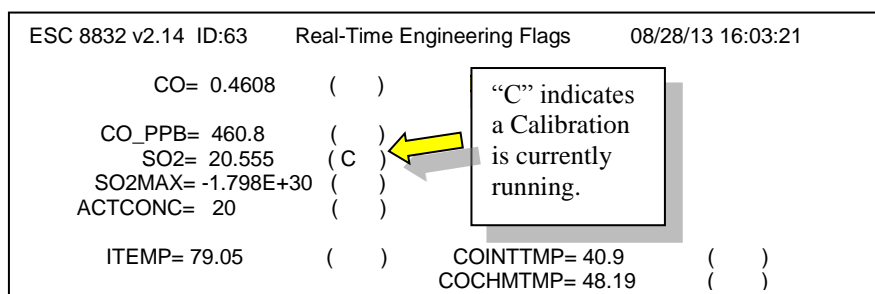 ESC 8832 v2.14 ID:63 Real-Time Engineering Flags 08/28/13 16:03:21
CO= 0.4608 ( )
CO_PPB= 460.8 ( )
SO2= 20.555 ( C )
SO2MAX= -1.798E+30 ( )
ACTCONC= 20 ( )
“C” indicates
a Calibration
is currently
running.
ITEMP= 79.05 ( ) COINTTMP= 40.9 ( )
COCHMTMP= 48.19 ( )